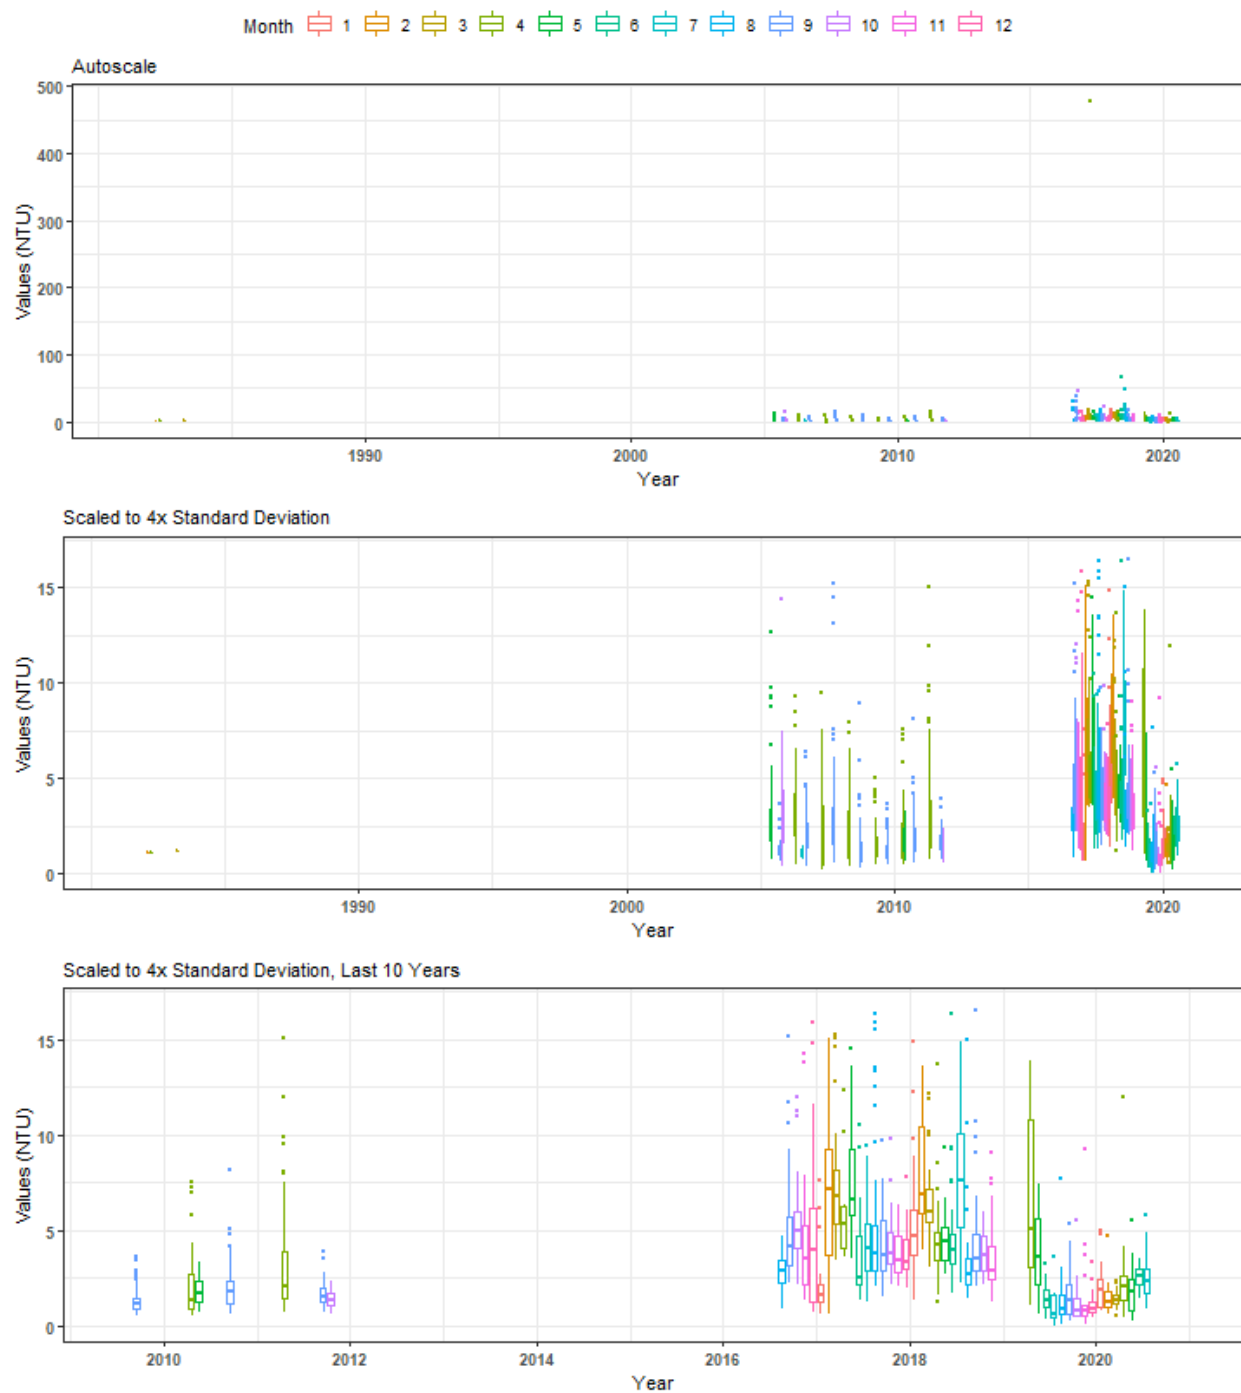 Month 1 2 3 4 5 6 7 8 9 10 11 12
Autoscale
500
400
300
200
100
0
Values (NTU)
1990 2000 2010 2020
Year
Scaled to 4x Standard Deviation
15
10
5
0
Values (NTU)
1990 2000 2010 2020
Year
Scaled to 4x Standard Deviation, Last 10 Years
15
10
5
0
Values (NTU)
2010 2012 2014 2016 2018 2020
Year